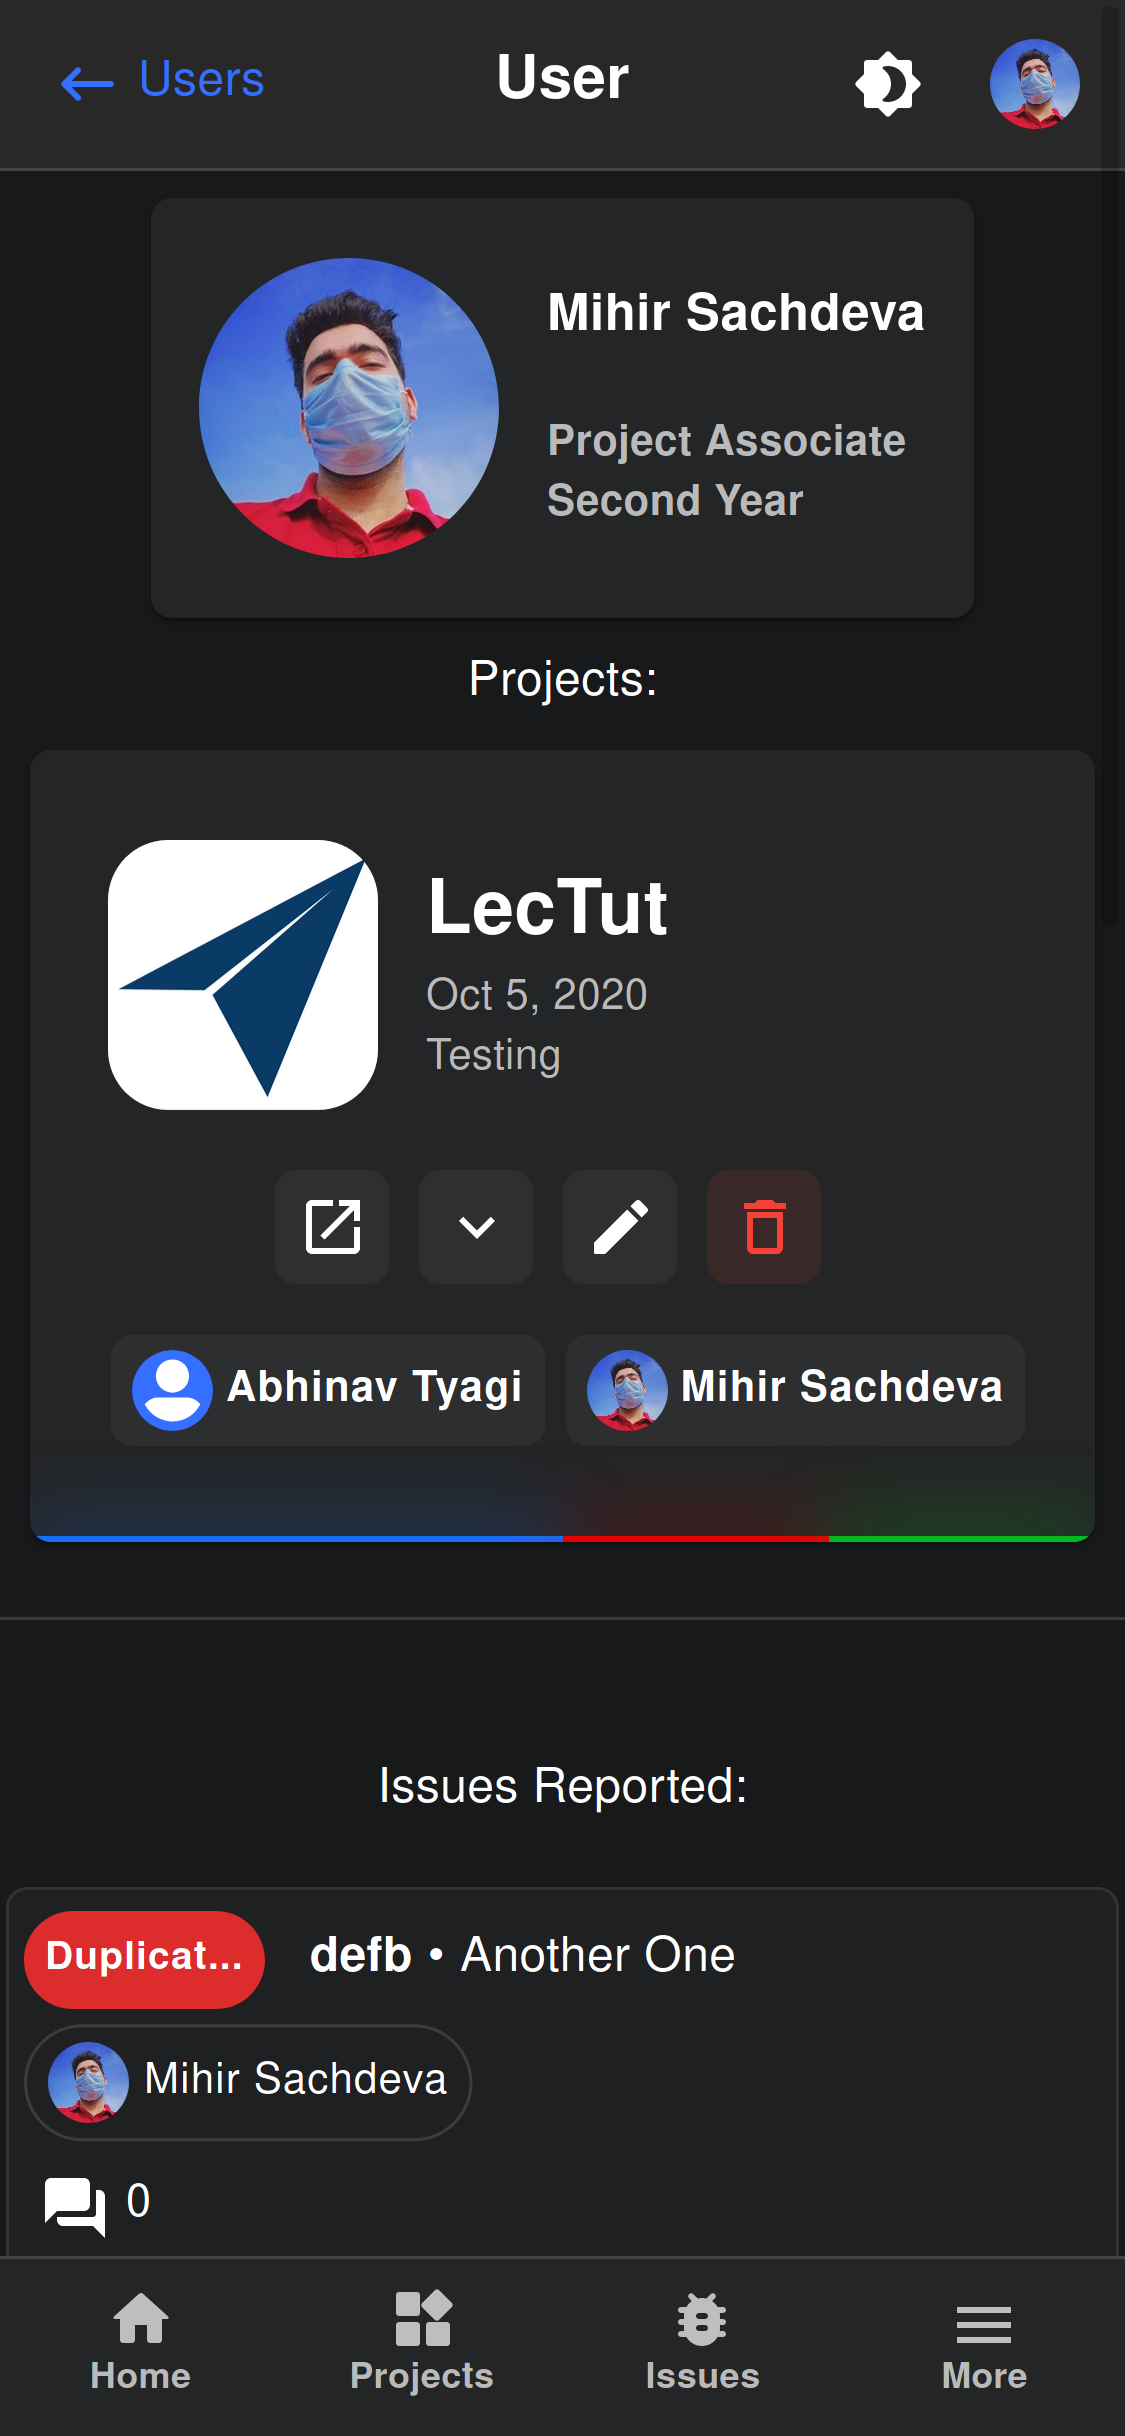 Users
User
Mihir Sachdeva
Project Associate
Second Year
Projects:
LecTut
Oct 5, 2020
Testing
Abhinav Tyagi
Mihir Sachdeva
Issues Reported:
Duplicat...
defb • Another One
Mihir Sachdeva
0
Home
Projects
Issues
More